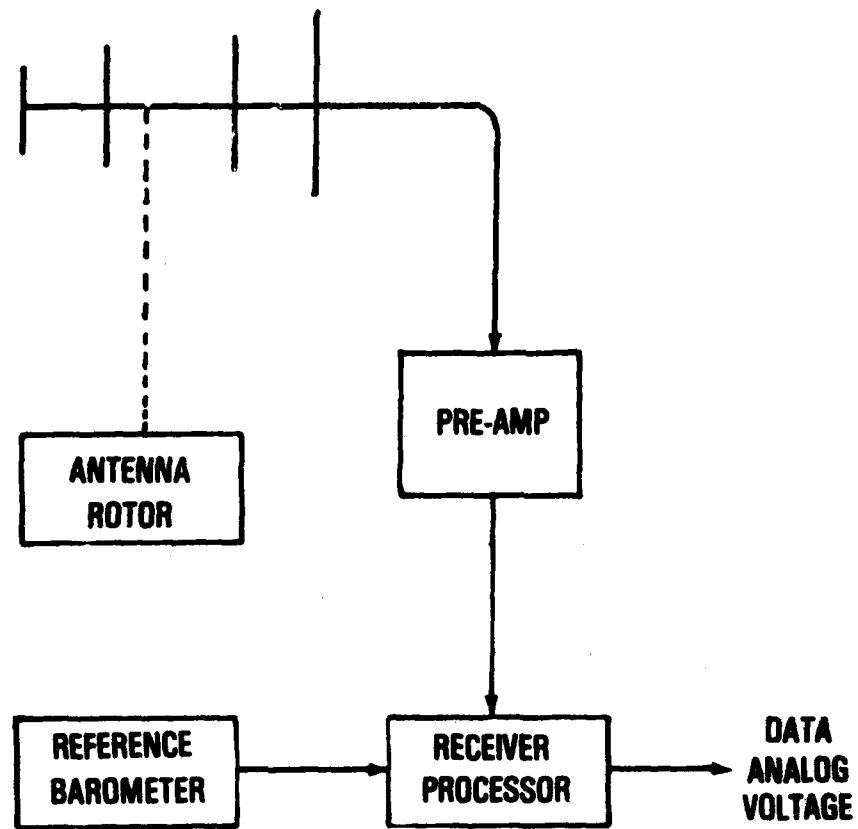 PRE-AMP
ANTENNA
ROTOR
REFERENCE
BAROMETER
RECEIVER
PROCESSOR
DATA
ANALOG
VOLTAGE